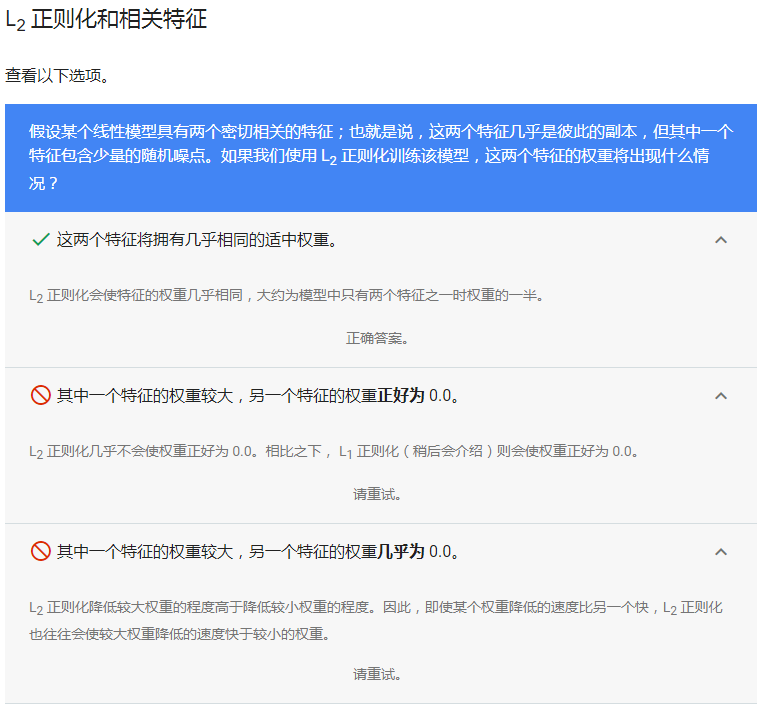 L₂ 正则化和相关特征
查看以下选项。
假设某个线性模型具有两个密切相关的特征；也就是说，这两个特征几乎是彼此的副本，但其中一个
特征包含少量的随机噪点。如果我们使用 L₂ 正则化训练该模型，这两个特征的权重将出现什么情
况？
这两个特征将拥有几乎相同的适中权重。
L₂ 正则化会使特征的权重几乎相同，大约为模型中只有两个特征之一时权重的一半。
正确答案。
其中一个特征的权重较大，另一个特征的权重正好为 0.0。
L₂ 正则化几乎不会使权重正好为 0.0。相比之下， L₁ 正则化（稍后会介绍）则会使权重正好为 0.0。
请重试。
其中一个特征的权重较大，另一个特征的权重几乎为 0.0。
L₂ 正则化降低较大权重的程度高于降低较小权重的程度。因此，即使某个权重降低的速度比另一个快，L₂ 正则化
也往往会使较大权重降低的速度快于较小的权重。
请重试。